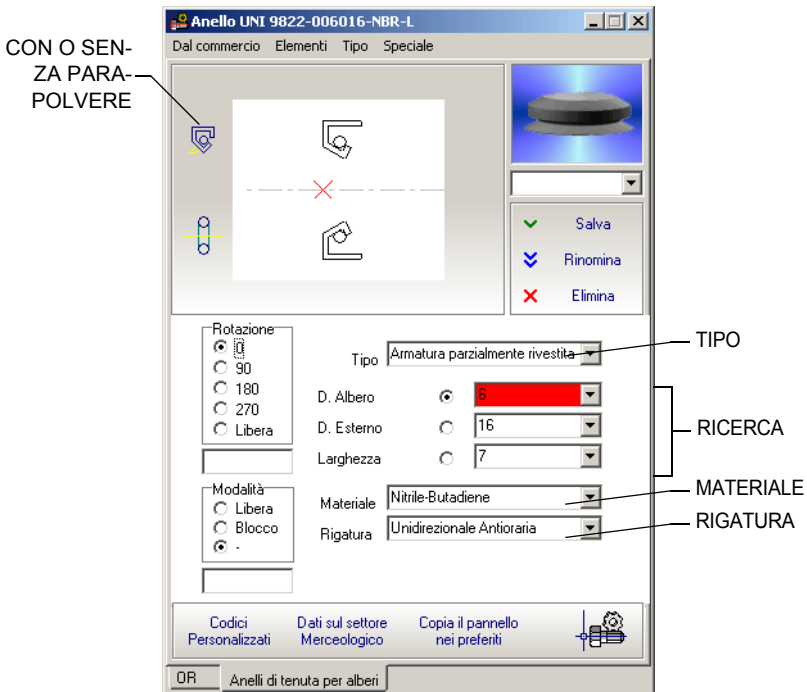 Anello UNI 9822-006016-NBR-L
Dal commercio Elementi Tipo Speciale
CON O SEN-
ZA PARA-
POLVERE
Salva
Rinomina
Elimina
Rotazione
0
90
180
270
Libera
Tipo Armatura parzialmente rivestita
TIPO
D. Albero 6
D. Esterno 16
Larghezza 7
RICERCA
Modalità
Libera
Blocco
-
Materiale Nitrile-Butadiene
MATERIALE
Rigatura Unidirezionale Antioraria
RIGATURA
Codici
Personalizzati
Dati sul settore
Merceologico
Copia il pannello
nei preferiti
OR Anelli di tenuta per alberi